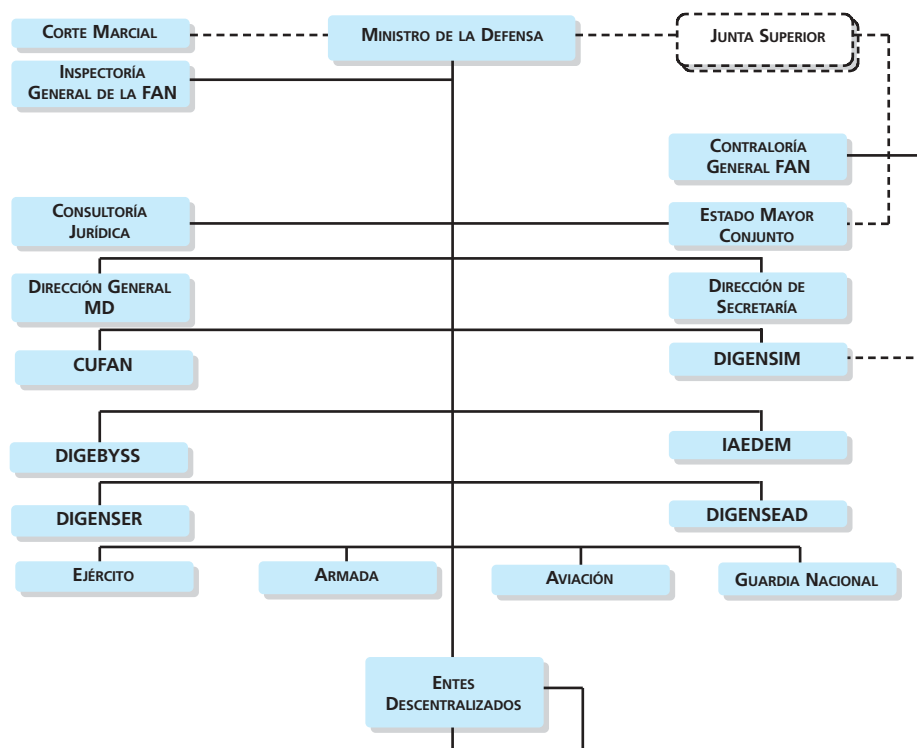 Corte Marcial
Ministro de la Defensa
Junta Superior
Inspectoría
General de la FAN
Contraloría
General FAN
Consultoría
Jurídica
Estado Mayor
Conjunto
Dirección General
MD
Dirección de
Secretaría
CUFAN
DIGENSIM
DIGEBYSS
IAEDEM
DIGENSER
DIGENSEAD
Ejército
Armada
Aviación
Guardia Nacional
Entes
Descentralizados